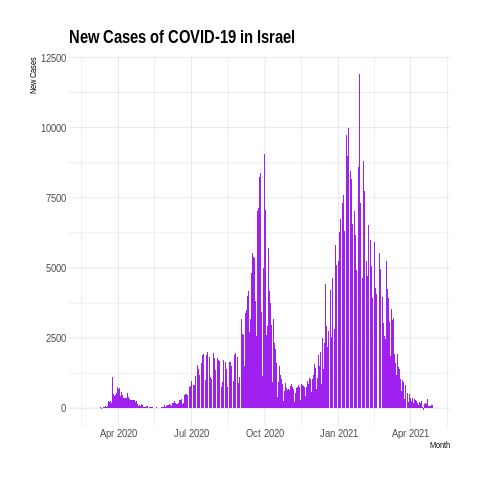 New Cases of COVID-19 in Israel
New Cases
12500
10000
7500
5000
2500
0
Apr 2020 Jul 2020 Oct 2020 Jan 2021 Apr 2021
Month